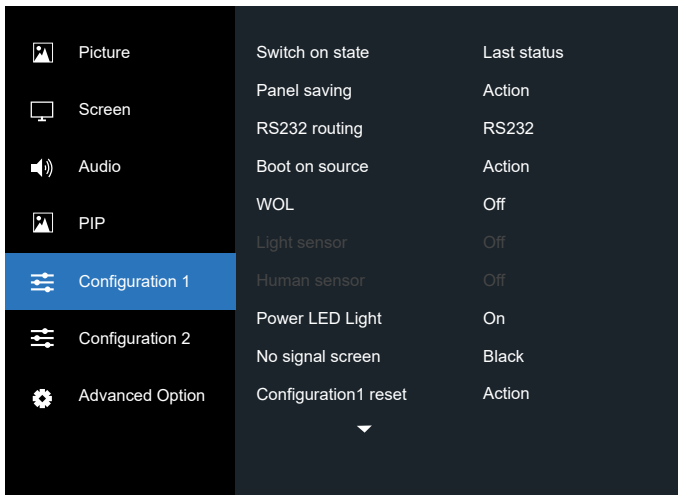 Picture
Screen
Audio
PIP
Configuration 1
Configuration 2
Advanced Option
Switch on state Last status
Panel saving Action
RS232 routing RS232
Boot on source Action
WOL Off
Light sensor Off
Human sensor Off
Power LED Light On
No signal screen Black
Configuration1 reset Action